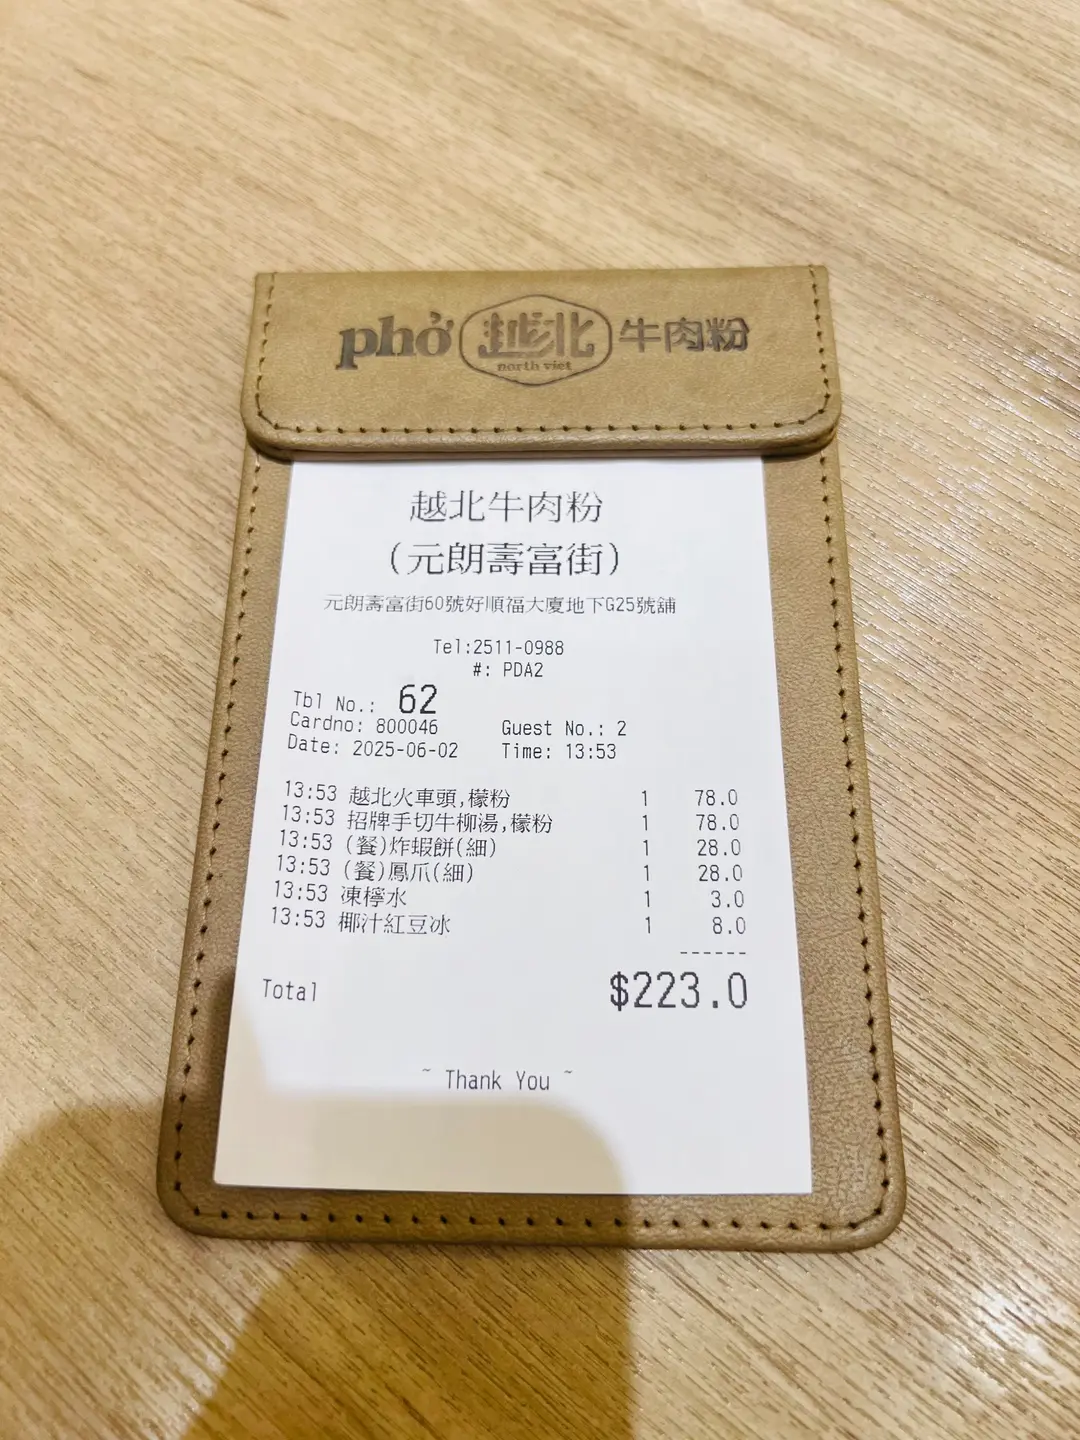 phở 越北 牛肉粉
north viet
越北牛肉粉
(元朗壽富街)
元朗壽富街60號好順福大廈地下G25號舖
Tel:2511-0988
#: PDA2
Tbl No.: 62
Cardno: 800046 Guest No.: 2
Date: 2025-06-02 Time: 13:53
13:53 越北火車頭,檬粉 1 78.0
13:53 招牌手切牛柳湯,檬粉 1 78.0
13:53 (餐)炸蝦餅(細) 1 28.0
13:53 (餐)鳳爪(細) 1 28.0
13:53 凍檸水 1 3.0
13:53 椰汁紅豆冰 1 8.0
------
Total $223.0
~ Thank You ~